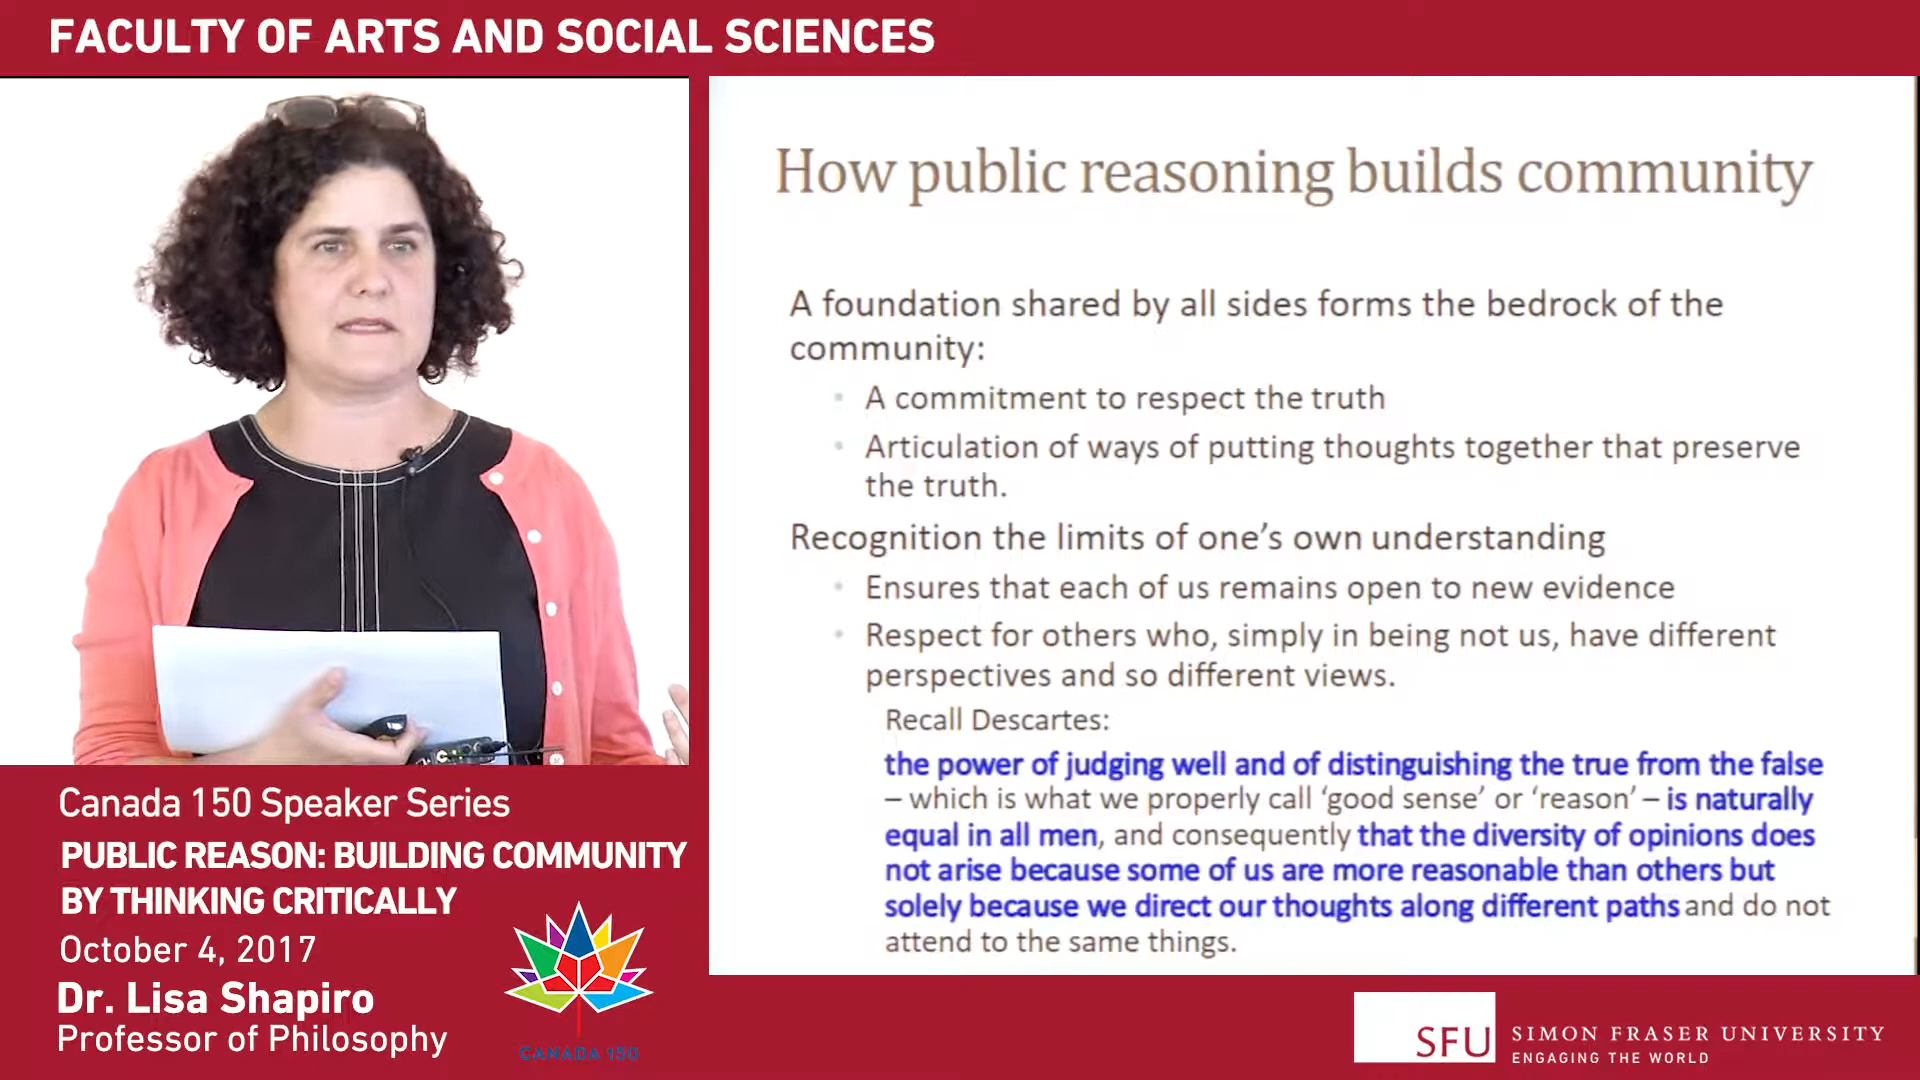 FACULTY OF ARTS AND SOCIAL SCIENCES
How public reasoning builds community
A foundation shared by all sides forms the bedrock of the
community:
• A commitment to respect the truth
• Articulation of ways of putting thoughts together that preserve
the truth.
Recognition the limits of one's own understanding
• Ensures that each of us remains open to new evidence
• Respect for others who, simply in being not us, have different
perspectives and so different views.
Recall Descartes:
the power of judging well and of distinguishing the true from the false
– which is what we properly call ‘good sense’ or ‘reason’ – is naturally
equal in all men, and consequently that the diversity of opinions does
not arise because some of us are more reasonable than others but
solely because we direct our thoughts along different paths and do not
attend to the same things.
Canada 150 Speaker Series
PUBLIC REASON: BUILDING COMMUNITY
BY THINKING CRITICALLY
October 4, 2017
Dr. Lisa Shapiro
Professor of Philosophy
CANADA 150
SFU
SIMON FRASER UNIVERSITY
ENGAGING THE WORLD